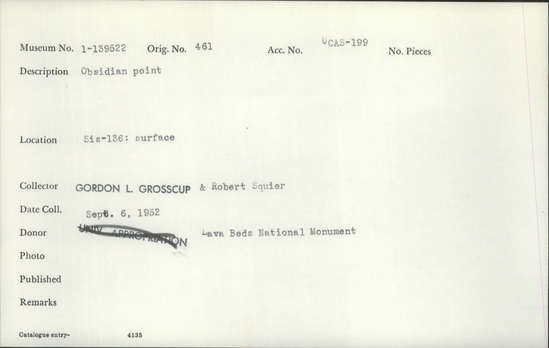 Museum No. 1-139522 Orig. No. 461 Acc. No. UCAS-199 No. Pieces
Description Obsidian point
Location Sis-136: surface
Collector GORDON L. GROSSCUP & Robert Squier
Date Coll. Sept. 6, 1952
Donor UNIV. APPROPRIATION Lava Beds National Monument
Photo
Published
Remarks
Catalogue entry- 4135